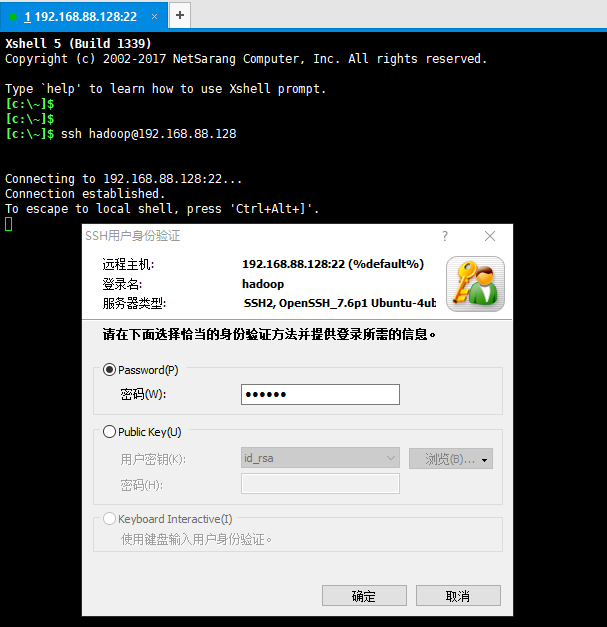 1 192.168.88.128:22 × +
Xshell 5 (Build 1339)
Copyright (c) 2002-2017 NetSarang Computer, Inc. All rights reserved.
Type `help' to learn how to use Xshell prompt.
[c:\~]$
[c:\~]$
[c:\~]$ ssh hadoop@192.168.88.128
Connecting to 192.168.88.128:22...
Connection established.
To escape to local shell, press 'Ctrl+Alt+]'.
SSH用户身份验证 ? ×
远程主机: 192.168.88.128:22 (%default%)
登录名: hadoop
服务器类型: SSH2, OpenSSH_7.6p1 Ubuntu-4ub
请在下面选择恰当的身份验证方法并提供登录所需的信息。
Password(P)
密码(W): ••••••
Public Key(U)
用户密钥(K): id_rsa 浏览(B)...
密码(H):
Keyboard Interactive(I)
使用键盘输入用户身份验证。
确定 取消